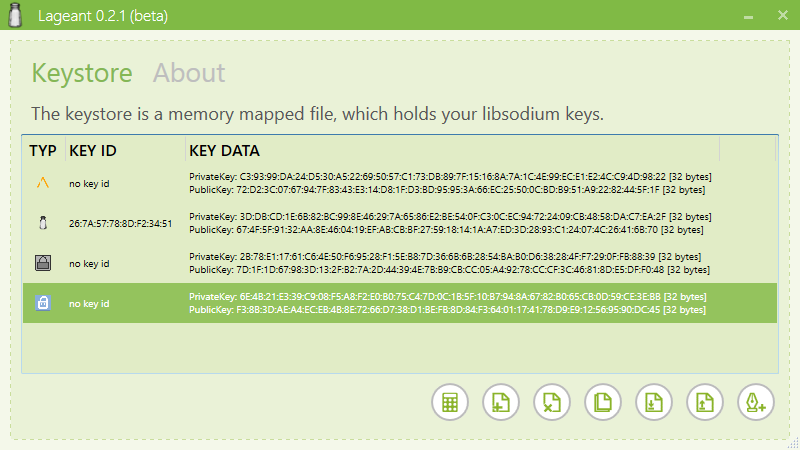 Lageant 0.2.1 (beta)
Keystore About
The keystore is a memory mapped file, which holds your libsodium keys.
TYP KEY ID KEY DATA
no key id
PrivateKey: C3:93:99:DA:24:D5:30:A5:22:69:50:57:C1:73:DB:89:7F:15:16:8A:7A:1C:4E:99:EC:E1:E2:4C:C9:4D:98:22 [32 bytes]
PublicKey: 72:D2:3C:07:67:94:7F:83:43:E3:14:D8:1F:D3:BD:95:95:3A:66:EC:25:50:0C:BD:B9:51:A9:22:82:44:5F:1F [32 bytes]
26:7A:57:78:8D:F2:34:51
PrivateKey: 3D:DB:CD:1E:6B:82:BC:99:8E:46:29:7A:65:86:E2:BE:54:0F:C3:0C:EC:94:72:24:09:CB:48:58:DA:C7:EA:2F [32 bytes]
PublicKey: 67:4F:5F:91:32:AA:8E:46:04:19:EF:AB:CB:BF:27:59:18:14:1A:A7:ED:3D:28:93:C1:24:07:4C:26:41:6B:70 [32 bytes]
no key id
PrivateKey: 2B:78:E1:17:61:C6:4E:50:F6:95:28:F1:5E:B8:7D:36:6B:6B:28:54:BA:B0:D6:38:28:4F:F7:29:0F:FB:88:39 [32 bytes]
PublicKey: 7D:1F:1D:67:98:3D:13:2F:B2:7A:2D:44:39:4E:7B:B9:CB:CC:05:A4:92:78:CC:CF:3C:46:81:8D:E5:DF:F0:48 [32 bytes]
no key id
PrivateKey: 6E:4B:21:E3:39:C9:08:F5:A8:F2:E0:B0:75:C4:7D:0C:1B:5F:10:B7:94:8A:67:82:B0:65:CB:0D:59:CE:3E:BB [32 bytes]
PublicKey: F3:8B:3D:AE:A4:EC:EB:4B:8E:72:66:D7:38:D1:BE:FB:8D:84:F3:64:01:17:41:78:D9:E9:12:56:95:90:DC:45 [32 bytes]